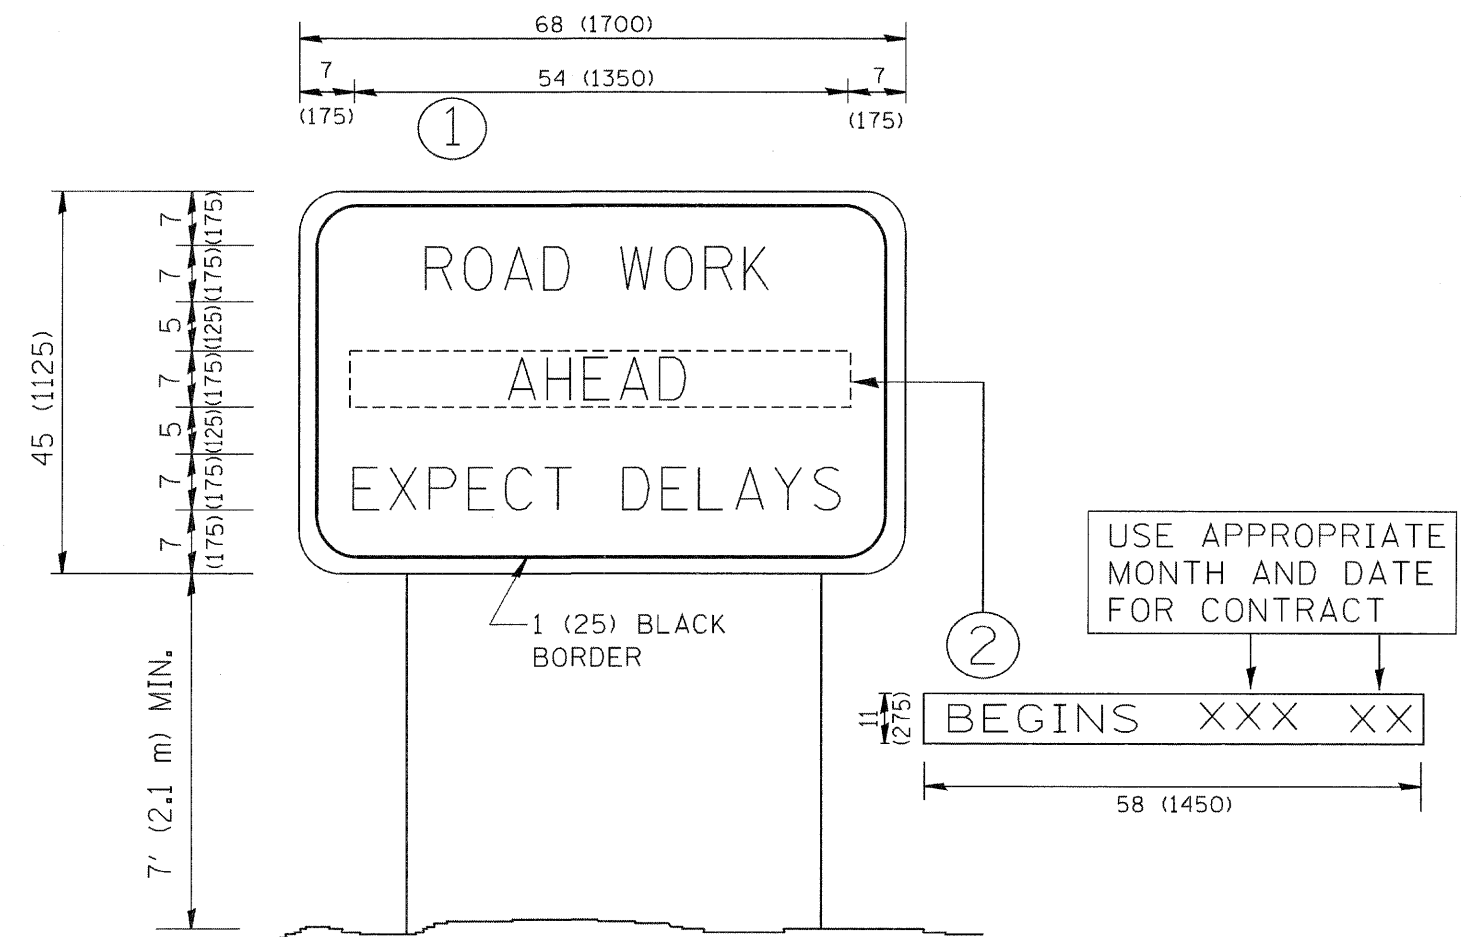 68 (1700)
7 54 (1350) 7
(175) (175)
1
7 (175)
7 (175)
5 (125)
7 (175)
5 (125)
7 (175)
7 (175)
45 (1125)
ROAD WORK
AHEAD
EXPECT DELAYS
1 (25) BLACK
BORDER
7' (2.1 m) MIN.
2
USE APPROPRIATE
MONTH AND DATE
FOR CONTRACT
11
(275)
BEGINS XXX XX
58 (1450)